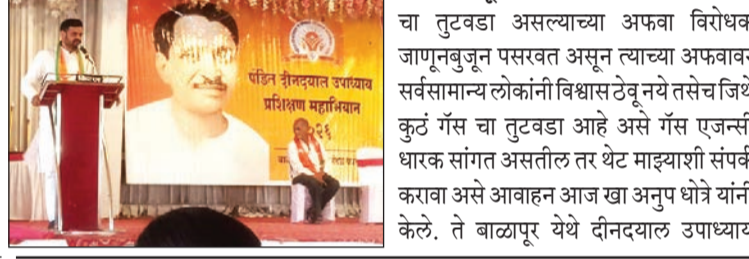 पंडित दीनदयाल उपाध्याय
प्रशिक्षण महाभियान
चा तुटवडा असल्याच्या अफवा विरोधक
जाणूनबुजून पसरवत असून त्याच्या अफवावर
सर्वसामान्य लोकांनी विश्वास ठेवू नये तसेच जिथे
कुठं गॅस चा तुटवडा आहे असे गॅस एजन्सी
धारक सांगत असतील तर थेट माझ्याशी संपर्क
करावा असे आवाहन आज खा अनुप धोत्रे यांनी
केले. ते बाळापूर येथे दीनदयाल उपाध्याय